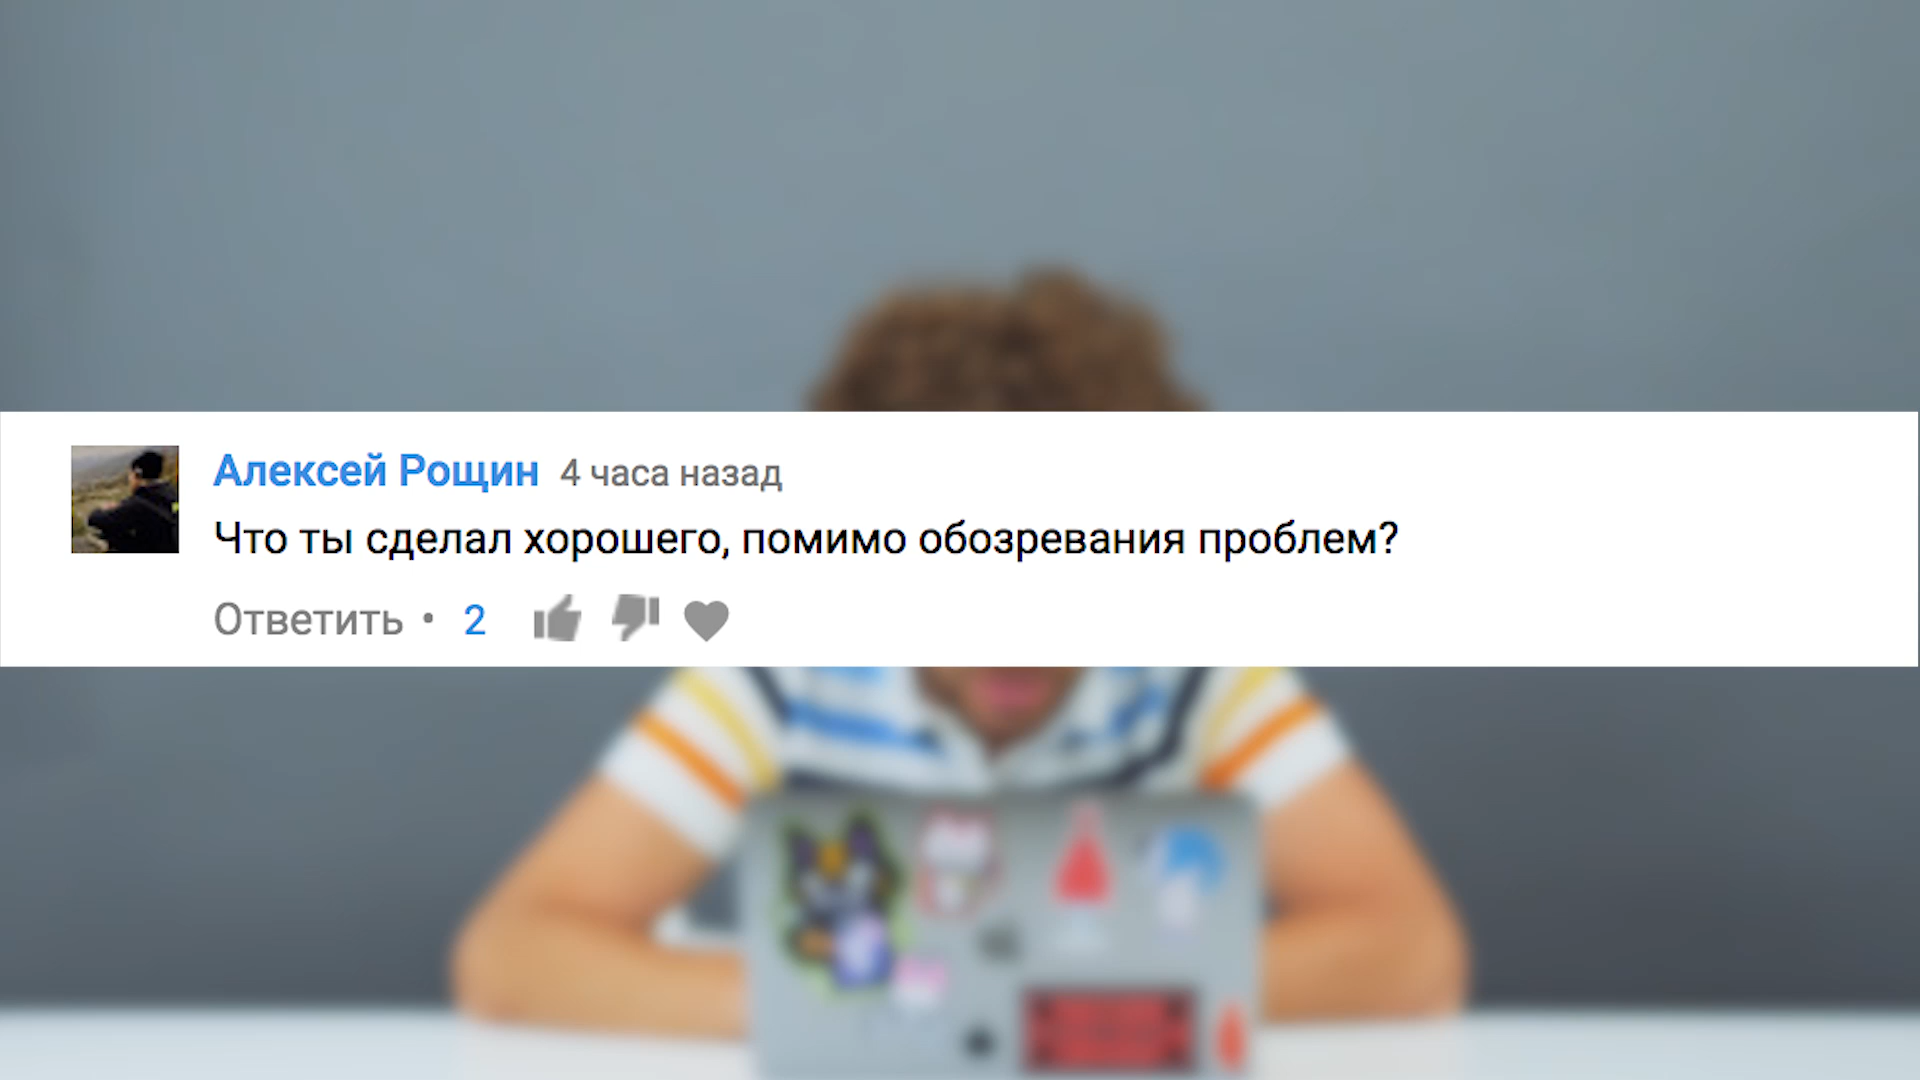 Алексей Рощин 4 часа назад
Что ты сделал хорошего, помимо обозревания проблем?
Ответить • 2